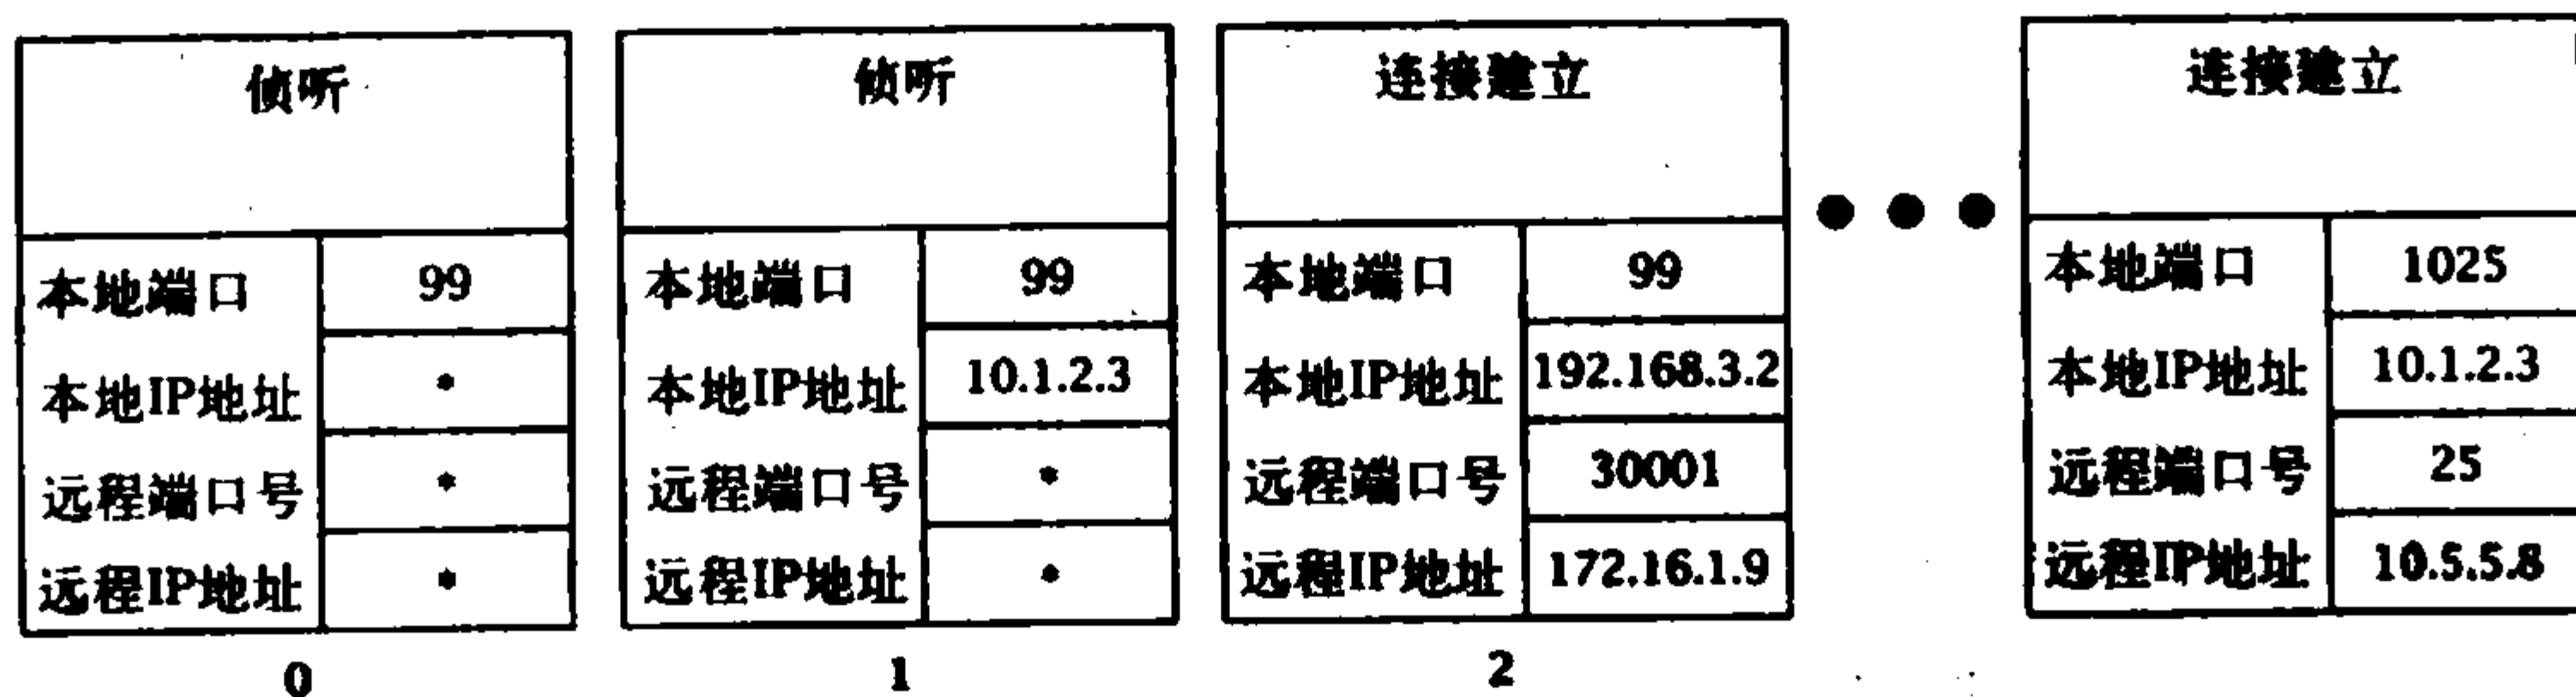 侦听
本地端口 99
本地IP地址 *
远程端口号 *
远程IP地址 *
0
侦听
本地端口 99
本地IP地址 10.1.2.3
远程端口号 *
远程IP地址 *
1
连接建立
本地端口 99
本地IP地址 192.168.3.2
远程端口号 30001
远程IP地址 172.16.1.9
2
连接建立
本地端口 1025
本地IP地址 10.1.2.3
远程端口号 25
远程IP地址 10.5.5.8